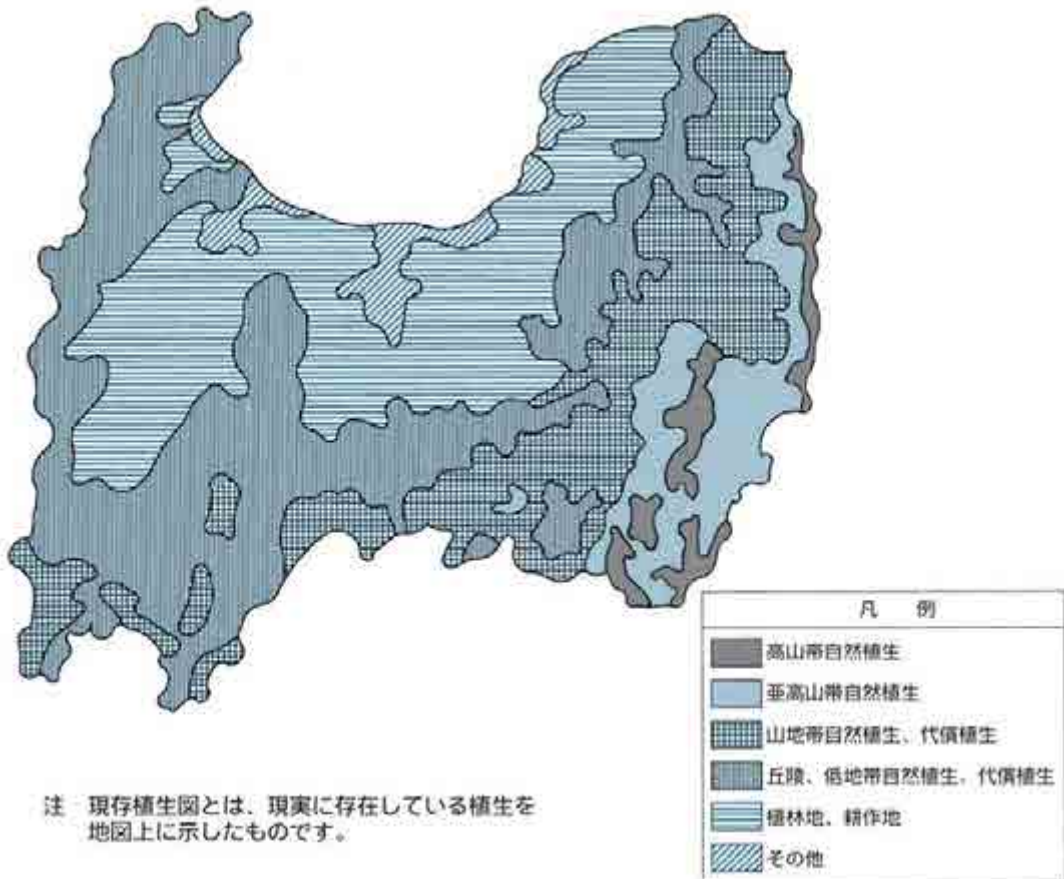 凡　例
高山帯自然植生
亜高山帯自然植生
山地帯自然植生、代償植生
丘陵、低地帯自然植生、代償植生
植林地、耕作地
その他
注　現存植生図とは、現実に存在している植生を
地図上に示したものです。